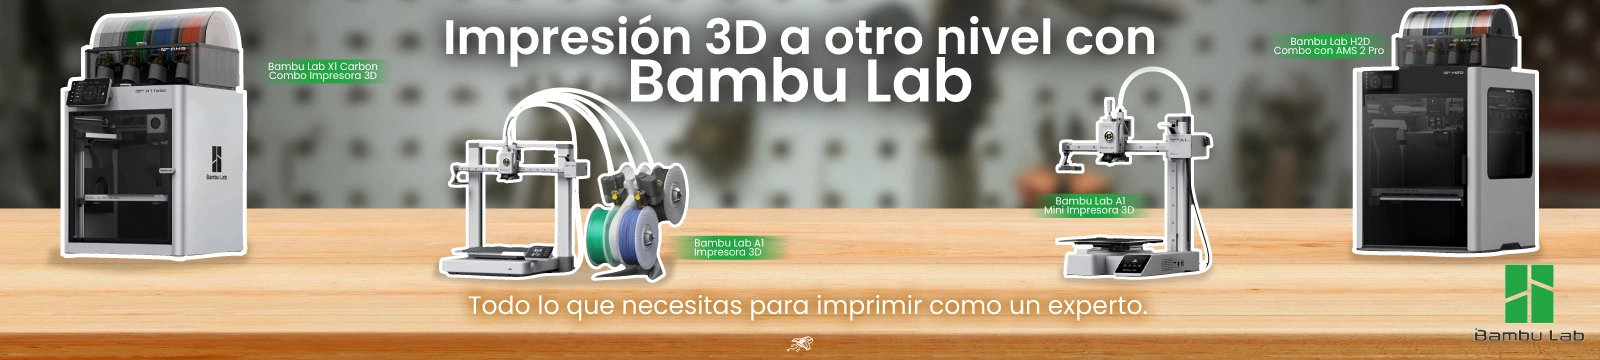 Impresión 3D a otro nivel con
Bambu Lab
Bambu Lab X1 Carbon
Combo Impresora 3D
Bambu Lab H2D
Combo con AMS 2 Pro
Bambu Lab A1
Mini Impresora 3D
Bambu Lab A1
Impresora 3D
Bambu Lab
Todo lo que necesitas para imprimir como un experto.
Bambu Lab